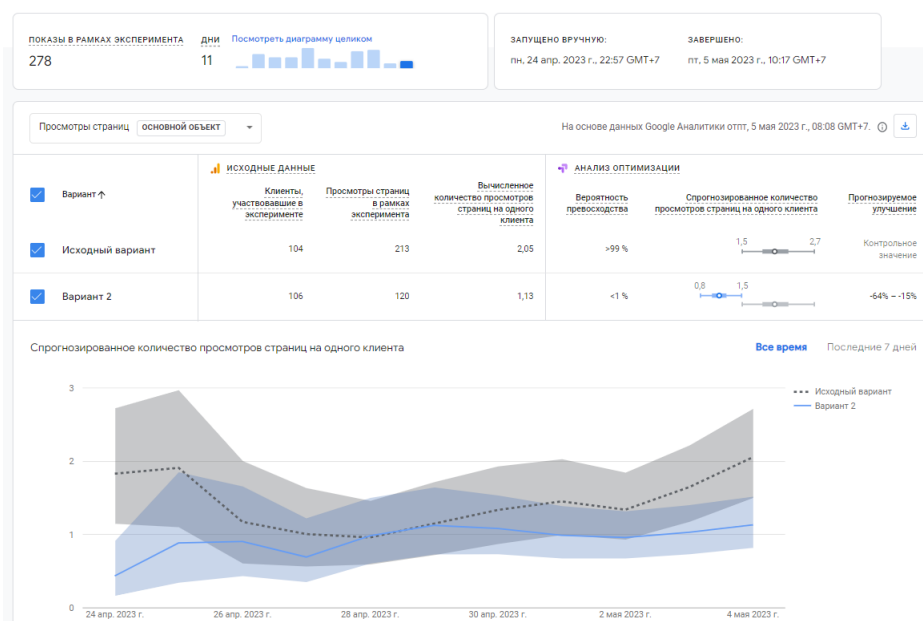 ПОКАЗЫ В РАМКАХ ЭКСПЕРИМЕНТА
278
ДНИ
11
Посмотреть диаграмму целиком
ЗАПУЩЕНО ВРУЧНУЮ:
пн, 24 апр. 2023 г., 22:57 GMT+7
ЗАВЕРШЕНО:
пт, 5 мая 2023 г., 10:17 GMT+7
Просмотры страниц ОСНОВНОЙ ОБЪЕКТ
На основе данных Google Аналитики отпт, 5 мая 2023 г., 08:08 GMT+7.
ИСХОДНЫЕ ДАННЫЕ
АНАЛИЗ ОПТИМИЗАЦИИ
Вариант
Клиенты,
участвовавшие в
эксперименте
Просмотры страниц
в рамках
эксперимента
Вычисленное
количество просмотров
страниц на одного
клиента
Вероятность
превосходства
Спрогнозированное количество
просмотров страниц на одного клиента
Прогнозируемое
улучшение
Исходный вариант 104 213 2,05 >99 % 1,5 2,7
Контрольное
значение
Вариант 2 106 120 1,13 <1 % 0,8 1,5 -64% – -15%
Спрогнозированное количество просмотров страниц на одного клиента
Все время Последние 7 дней
3
2
1
0
Исходный вариант
Вариант 2
24 апр. 2023 г. 26 апр. 2023 г. 28 апр. 2023 г. 30 апр. 2023 г. 2 мая 2023 г. 4 мая 2023 г.